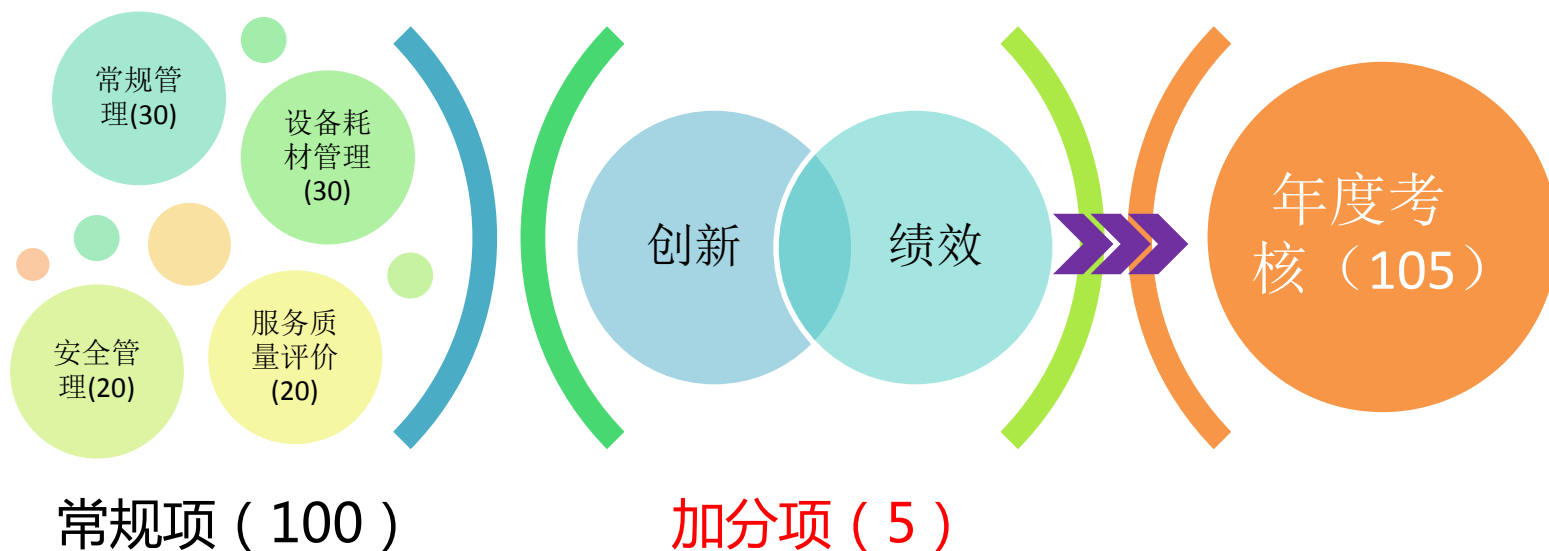 常规管
理(30)
设备耗
材管理
(30)
安全管
理(20)
服务质
量评价
(20)
创新
绩效
年度考
核（105）
常规项（100）
加分项（5）